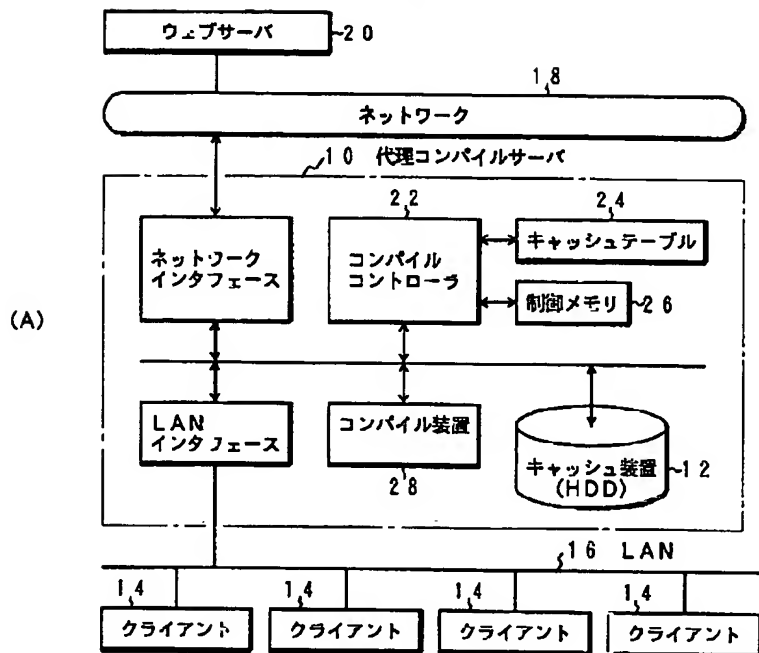 ウェブサーバ 20
18
ネットワーク
10 代理コンパイルサーバ
22
24
ネットワーク
インタフェース
コンパイル
コントローラ
キャッシュテーブル
制御メモリ 26
(A)
LAN
インタフェース
コンパイル装置
28
キャッシュ装置
(HDD)
12
16 LAN
14 14 14 14
クライアント クライアント クライアント クライアント